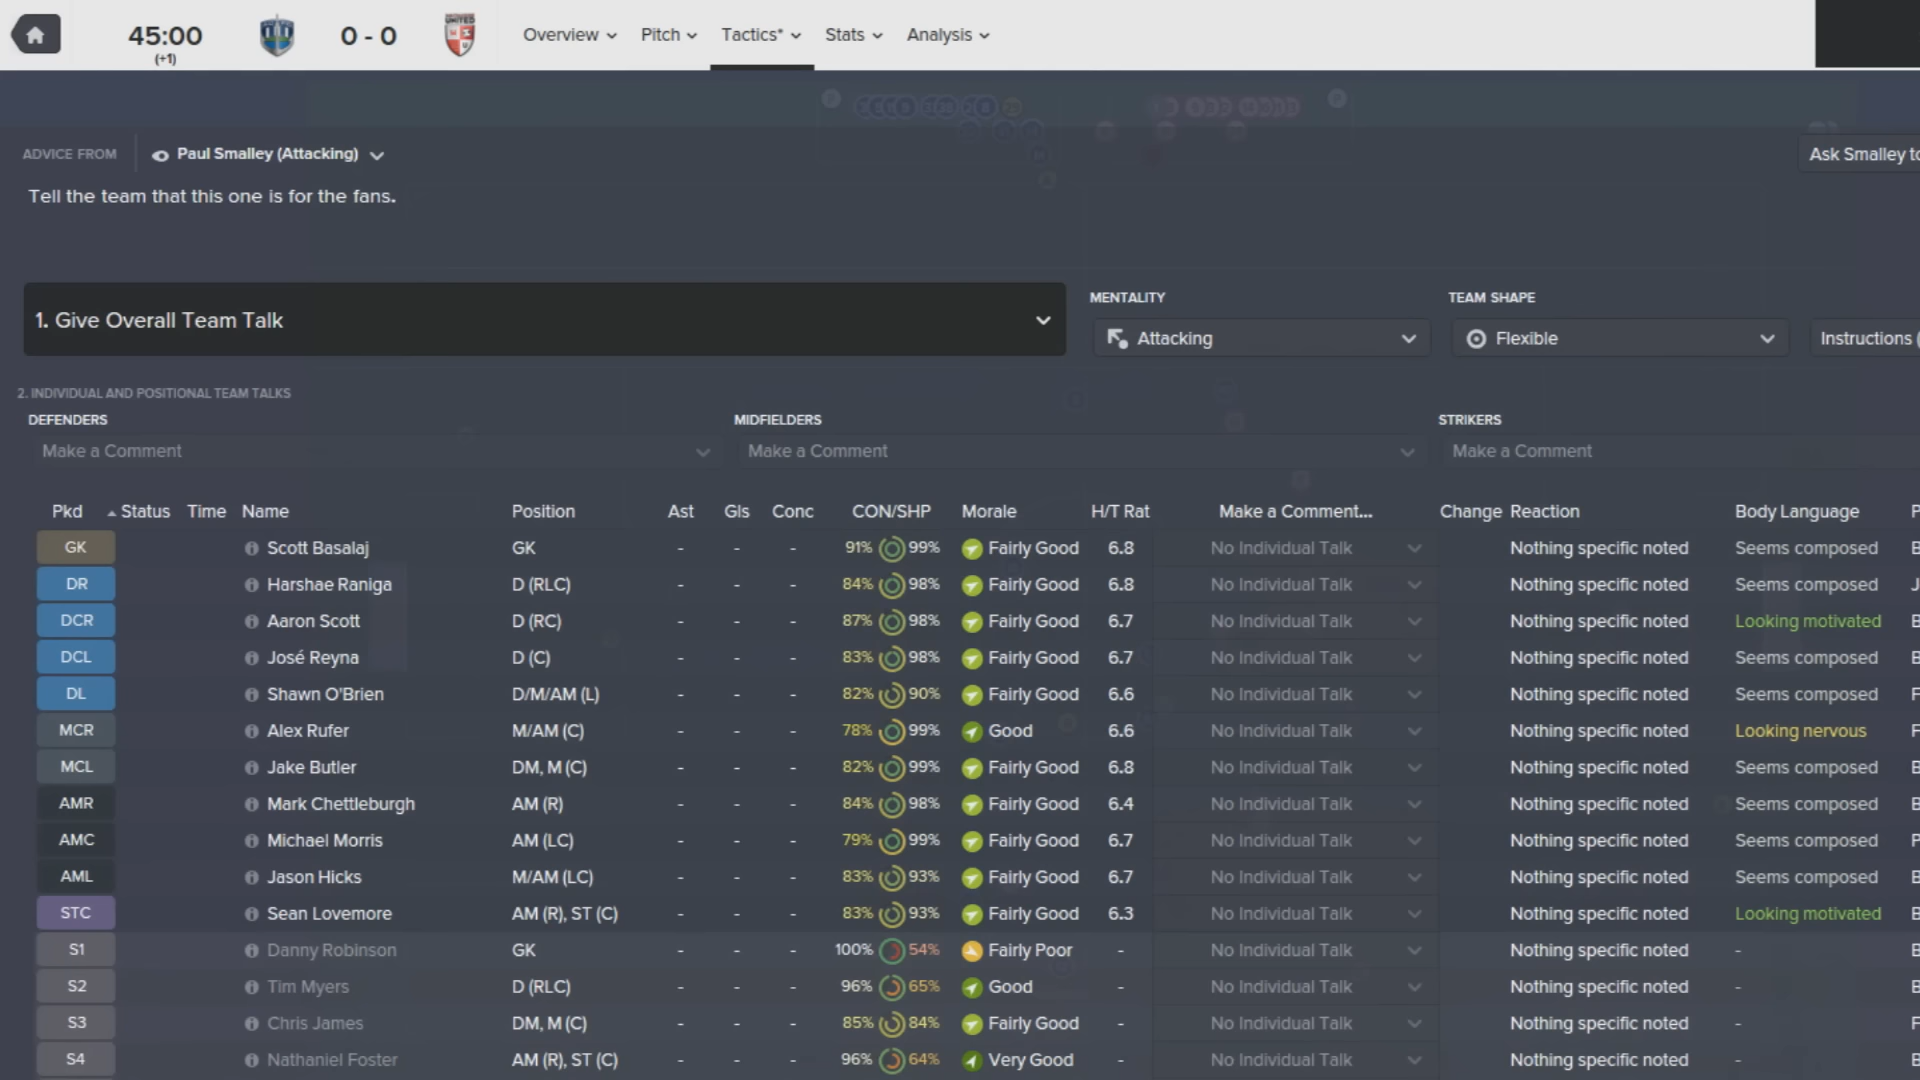 45:00 0 - 0 Overview Pitch Tactics* Stats Analysis
(+1)
UNITED
ADVICE FROM Paul Smalley (Attacking) Ask Smalley to
Tell the team that this one is for the fans.
MENTALITY TEAM SHAPE
1. Give Overall Team Talk Attacking Flexible Instructions (
2. INDIVIDUAL AND POSITIONAL TEAM TALKS
DEFENDERS MIDFIELDERS STRIKERS
Make a Comment Make a Comment Make a Comment
Pkd Status Time Name Position Ast Gls Conc CON/SHP Morale H/T Rat Make a Comment... Change Reaction Body Language P
GK Scott Basalaj GK - - - 91% 99% Fairly Good 6.8 No Individual Talk Nothing specific noted Seems composed B
DR Harshae Raniga D (RLC) - - - 84% 98% Fairly Good 6.8 No Individual Talk Nothing specific noted Seems composed J
DCR Aaron Scott D (RC) - - - 87% 98% Fairly Good 6.7 No Individual Talk Nothing specific noted Looking motivated B
DCL José Reyna D (C) - - - 83% 98% Fairly Good 6.7 No Individual Talk Nothing specific noted Seems composed B
DL Shawn O'Brien D/M/AM (L) - - - 82% 90% Fairly Good 6.6 No Individual Talk Nothing specific noted Seems composed F
MCR Alex Rufer M/AM (C) - - - 78% 99% Good 6.6 No Individual Talk Nothing specific noted Looking nervous F
MCL Jake Butler DM, M (C) - - - 82% 99% Fairly Good 6.8 No Individual Talk Nothing specific noted Seems composed B
AMR Mark Chettleburgh AM (R) - - - 84% 98% Fairly Good 6.4 No Individual Talk Nothing specific noted Seems composed B
AMC Michael Morris AM (LC) - - - 79% 99% Fairly Good 6.7 No Individual Talk Nothing specific noted Seems composed P
AML Jason Hicks M/AM (LC) - - - 83% 93% Fairly Good 6.7 No Individual Talk Nothing specific noted Seems composed B
STC Sean Lovemore AM (R), ST (C) - - - 83% 93% Fairly Good 6.3 No Individual Talk Nothing specific noted Looking motivated B
S1 Danny Robinson GK - - - 100% 54% Fairly Poor - No Individual Talk Nothing specific noted - B
S2 Tim Myers D (RLC) - - - 96% 65% Good - No Individual Talk Nothing specific noted - B
S3 Chris James DM, M (C) - - - 85% 84% Fairly Good - No Individual Talk Nothing specific noted - F
S4 Nathaniel Foster AM (R), ST (C) - - - 96% 64% Very Good - No Individual Talk Nothing specific noted - B